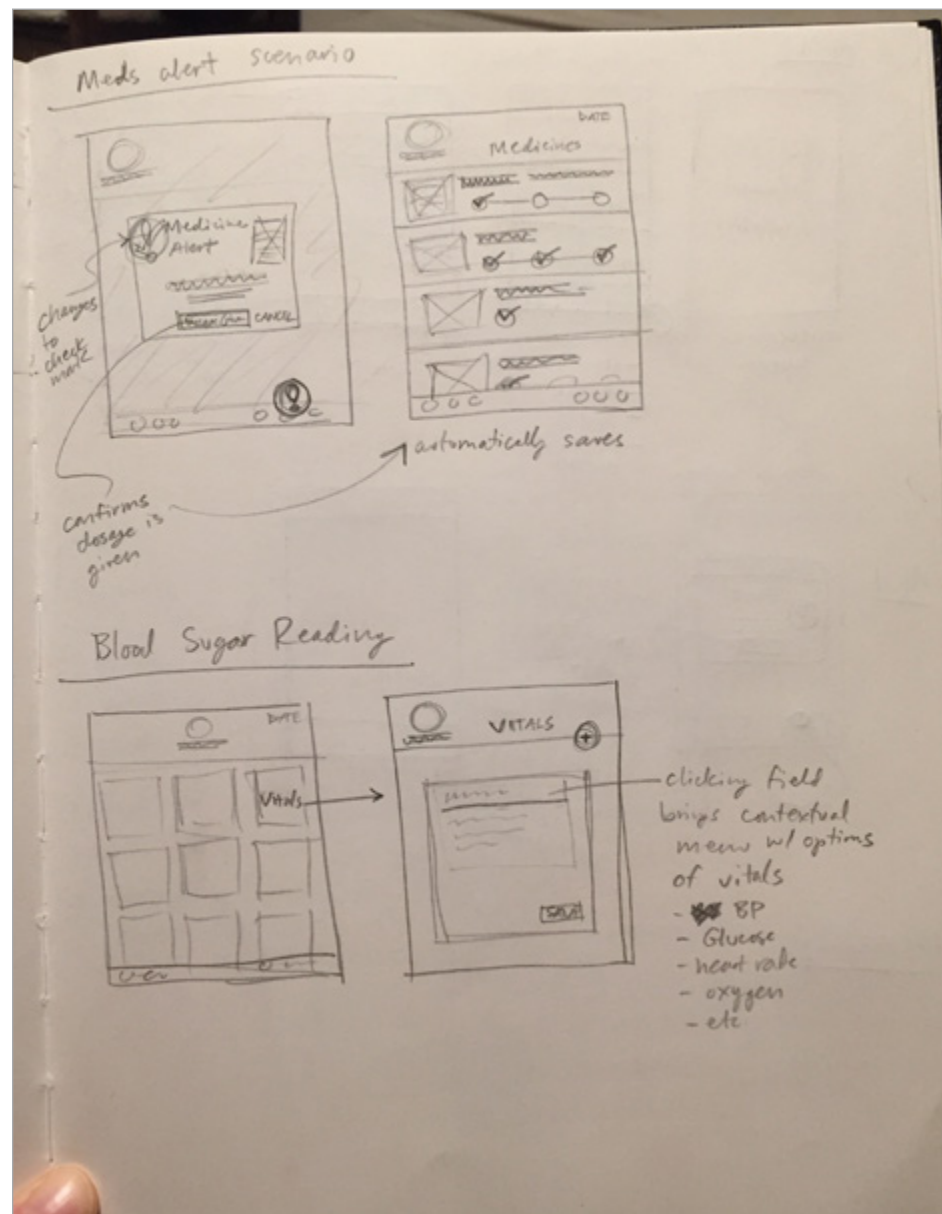 Meds alert scenario
DATE
Medicines
Medicine
Alert
CANCEL
changes
to
check
mark
automatically saves
confirms
dosage is
given
Blood Sugar Reading
DATE
VITALS
Vitals
clicking field
brings contextual
menu w/ options
of vitals
- BP
- Glucose
- heart rate
- oxygen
- etc
SAVE